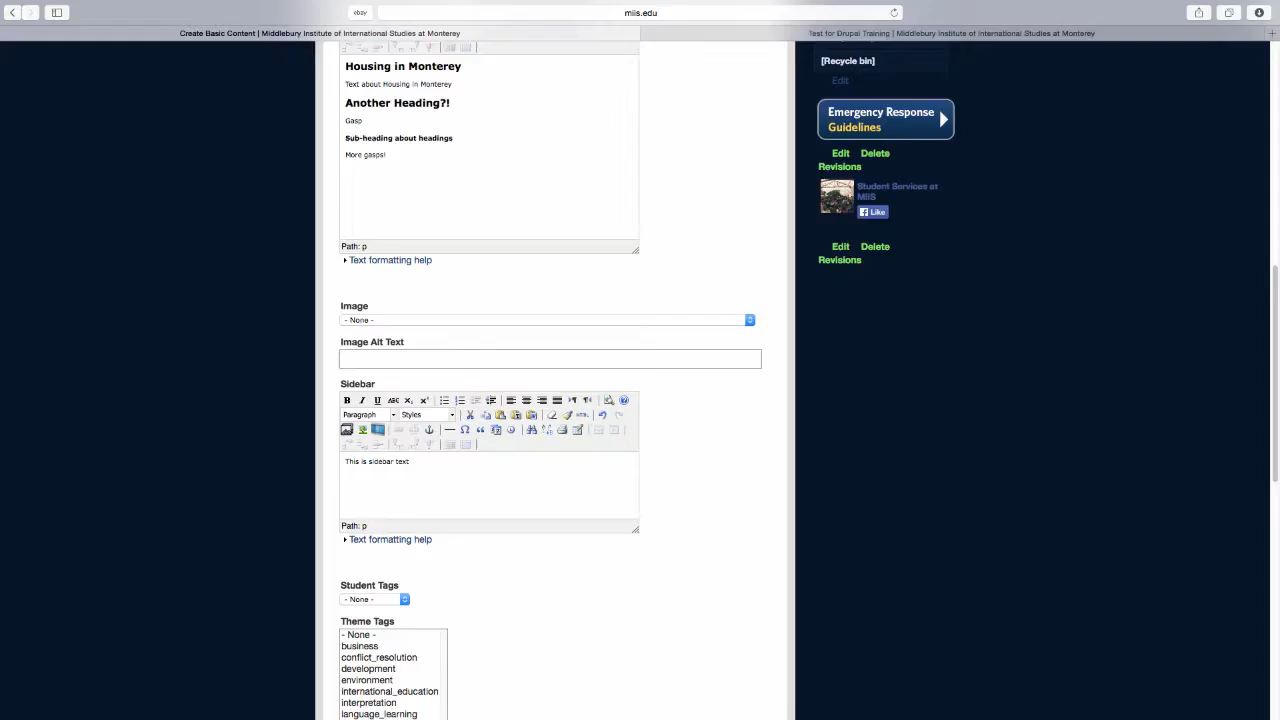 ebay
miis.edu
Create Basic Content | Middlebury Institute of International Studies at Monterey
Test for Drupal Training | Middlebury Institute of International Studies at Monterey
Housing in Monterey
Text about Housing in Monterey
Another Heading?!
Gasp
Sub-heading about headings
More gasps!
Path: p
Text formatting help
Image
- None -
Image Alt Text
Sidebar
B I U ABC
Paragraph Styles HTML
This is sidebar text
Path: p
Text formatting help
Student Tags
- None -
Theme Tags
- None -
business
conflict_resolution
development
environment
international_education
interpretation
language_learning
[Recycle bin]
Edit
Emergency Response
Guidelines
Edit Delete
Revisions
Student Services at
MIIS
Like
Edit Delete
Revisions